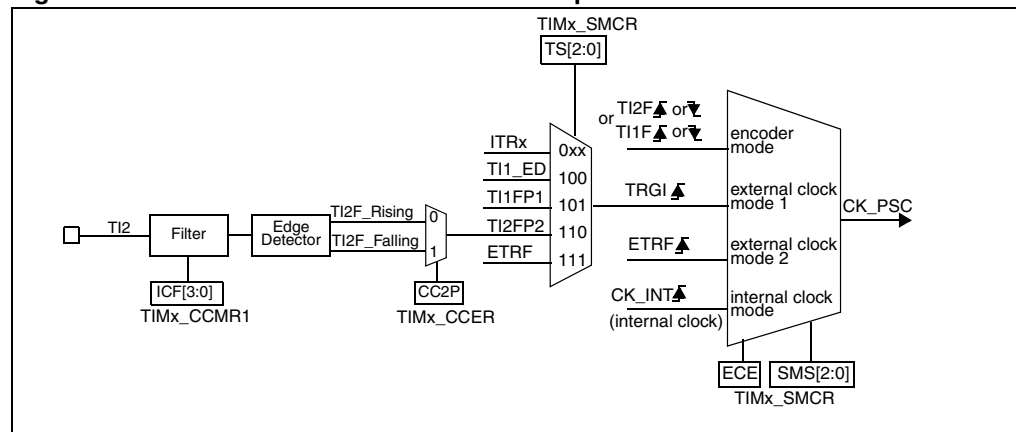 TIMx_SMCR
TS[2:0]
or TI2F or
TI1F or
encoder
mode
ITRx
0xx
TI1_ED
100
TI1FP1
101
TI2FP2
110
ETRF
111
TRGI
external clock
mode 1
CK_PSC
TI2
Filter
Edge
Detector
TI2F_Rising
0
TI2F_Falling
1
ETRF
external clock
mode 2
ICF[3:0]
TIMx_CCMR1
CC2P
TIMx_CCER
CK_INT
(internal clock)
internal clock
mode
ECE
SMS[2:0]
TIMx_SMCR